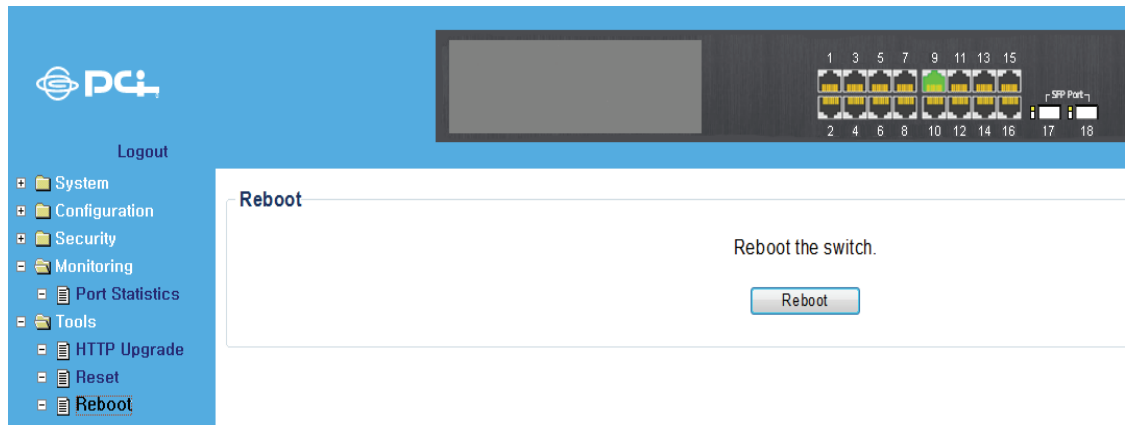 PCi
1 3 5 7 9 11 13 15
SFP Port
2 4 6 8 10 12 14 16 17 18
Logout
System
Configuration
Security
Monitoring
Port Statistics
Tools
HTTP Upgrade
Reset
Reboot
Reboot
Reboot the switch.
Reboot